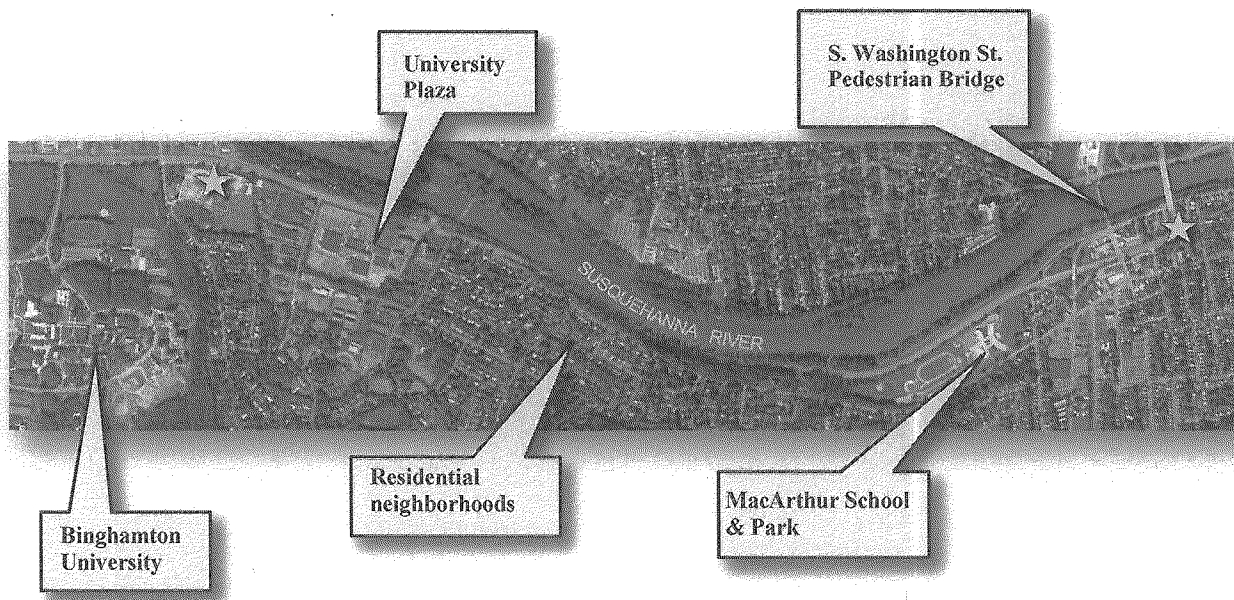 University
Plaza
S. Washington St.
Pedestrian Bridge
SUSQUEHANNA RIVER
Residential
neighborhoods
MacArthur School
& Park
Binghamton
University